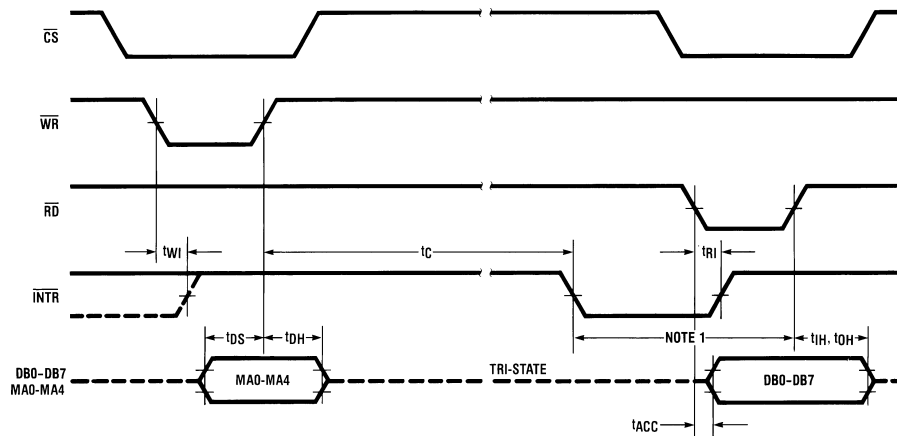 CS
WR
RD
tWI
tC
tRI
INTR
tDS
tDH
NOTE 1
tIH, tOH
DB0–DB7
MA0-MA4
MA0-MA4
TRI-STATE
DB0–DB7
tACC